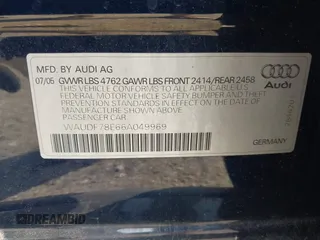 MFD. BY AUDI AG
07/05 GVWR LBS 4762 GAWR LBS FRONT 2414/REAR 2458
THIS VEHICLE CONFORMS TO ALL APPLICABLE
FEDERAL MOTOR VEHICLE SAFETY, BUMPER, AND THEFT
PREVENTION STANDARDS IN EFFECT ON THE DATE OF
MANUFACTURE SHOWN ABOVE
PASSENGER CAR
WAUDF78E66A049969
Audi
GERMANY
DREAMBID